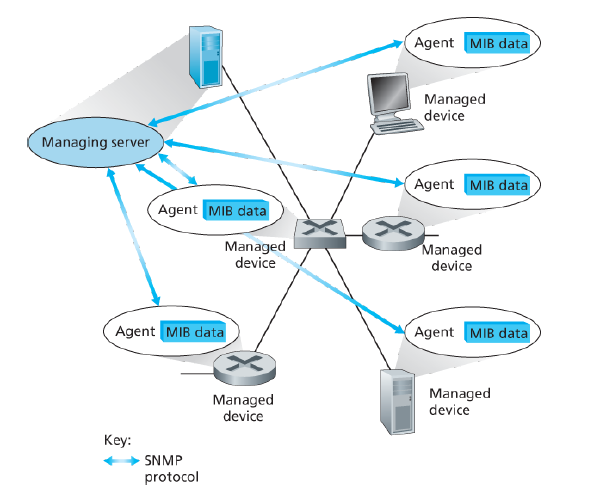 Agent MIB data
Managed
device
Managing server
Agent MIB data
Agent MIB data
Managed
device
Managed
device
Agent MIB data
Agent MIB data
Managed
device
Managed
device
Key:
SNMP
protocol